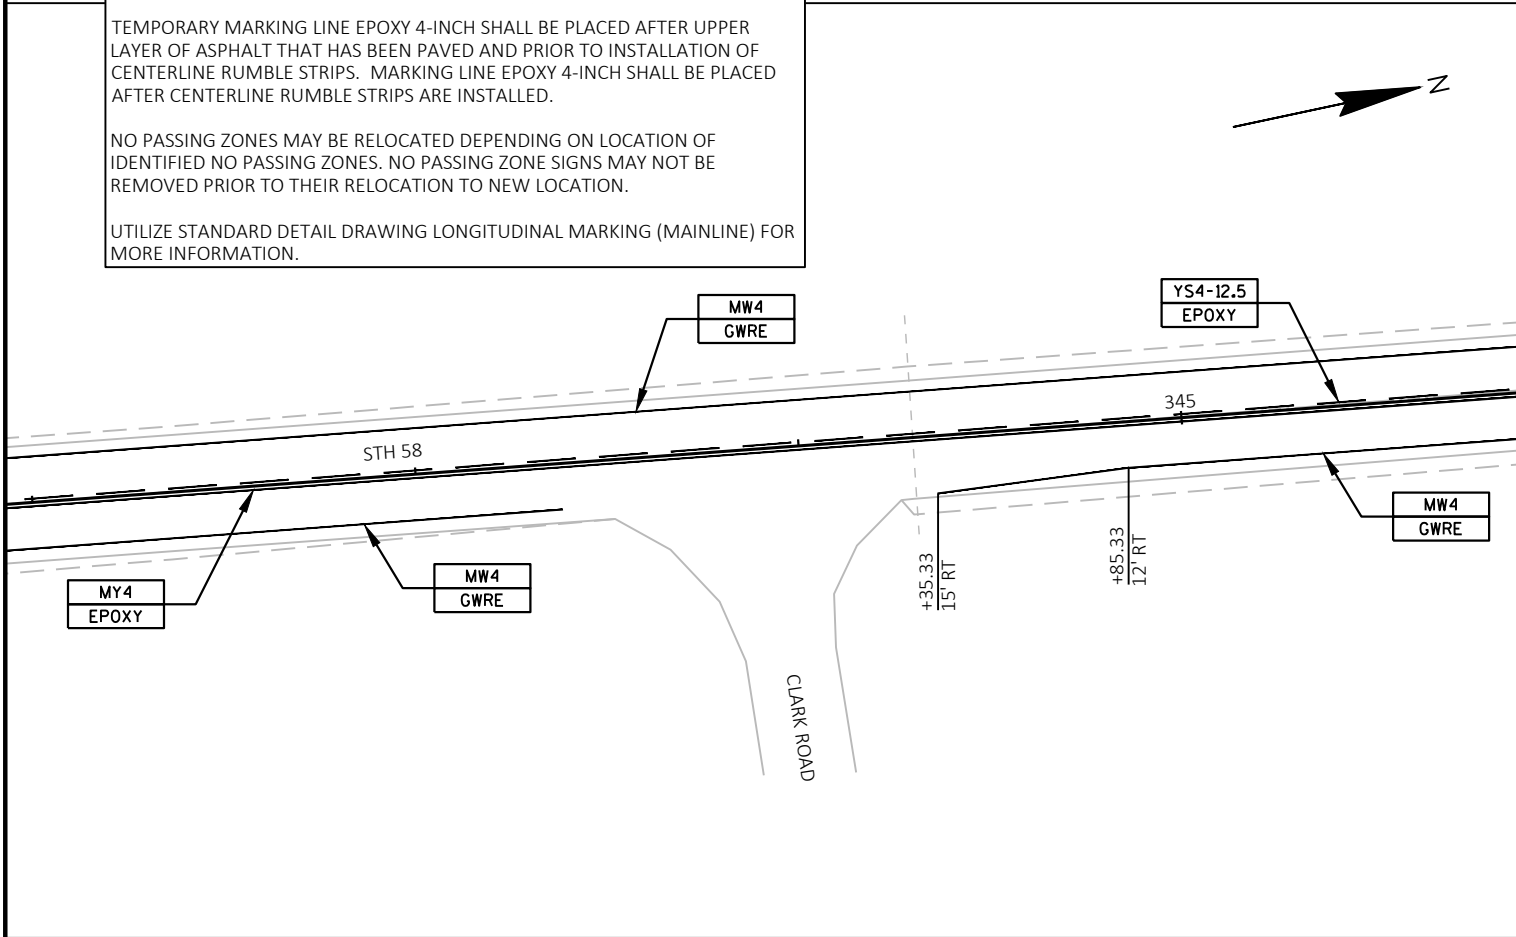 TEMPORARY MARKING LINE EPOXY 4-INCH SHALL BE PLACED AFTER UPPER
LAYER OF ASPHALT THAT HAS BEEN PAVED AND PRIOR TO INSTALLATION OF
CENTERLINE RUMBLE STRIPS. MARKING LINE EPOXY 4-INCH SHALL BE PLACED
AFTER CENTERLINE RUMBLE STRIPS ARE INSTALLED.
NO PASSING ZONES MAY BE RELOCATED DEPENDING ON LOCATION OF
IDENTIFIED NO PASSING ZONES. NO PASSING ZONE SIGNS MAY NOT BE
REMOVED PRIOR TO THEIR RELOCATION TO NEW LOCATION.
UTILIZE STANDARD DETAIL DRAWING LONGITUDINAL MARKING (MAINLINE) FOR
MORE INFORMATION.
N
MW4
GWRE
YS4-12.5
EPOXY
345
STH 58
MW4
GWRE
MW4
GWRE
MY4
EPOXY
+35.33
15' RT
+85.33
12' RT
CLARK ROAD